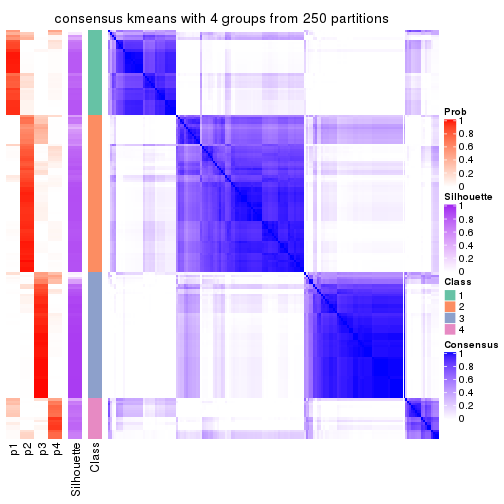 consensus kmeans with 4 groups from 250 partitions
Prob
1
0.8
0.6
0.4
0.2
0
Silhouette
1
0.8
0.6
0.4
0.2
0
Class
1
2
3
4
Consensus
1
0.8
0.6
0.4
0.2
0
p1
p2
p3
p4
Silhouette
Class